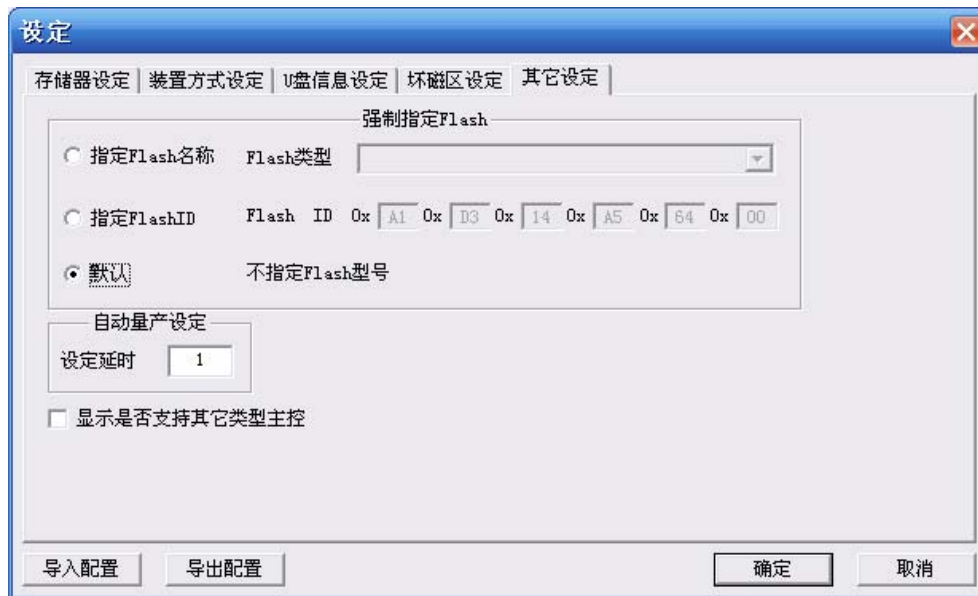 设定
存储器设定 装置方式设定 U盘信息设定 坏磁区设定 其它设定
强制指定Flash
指定Flash名称 Flash类型
指定FlashID Flash ID 0x A1 0x D3 0x 14 0x A5 0x 64 0x 00
默认 不指定Flash型号
自动量产设定
设定延时 1
显示是否支持其它类型主控
导入配置 导出配置 确定 取消